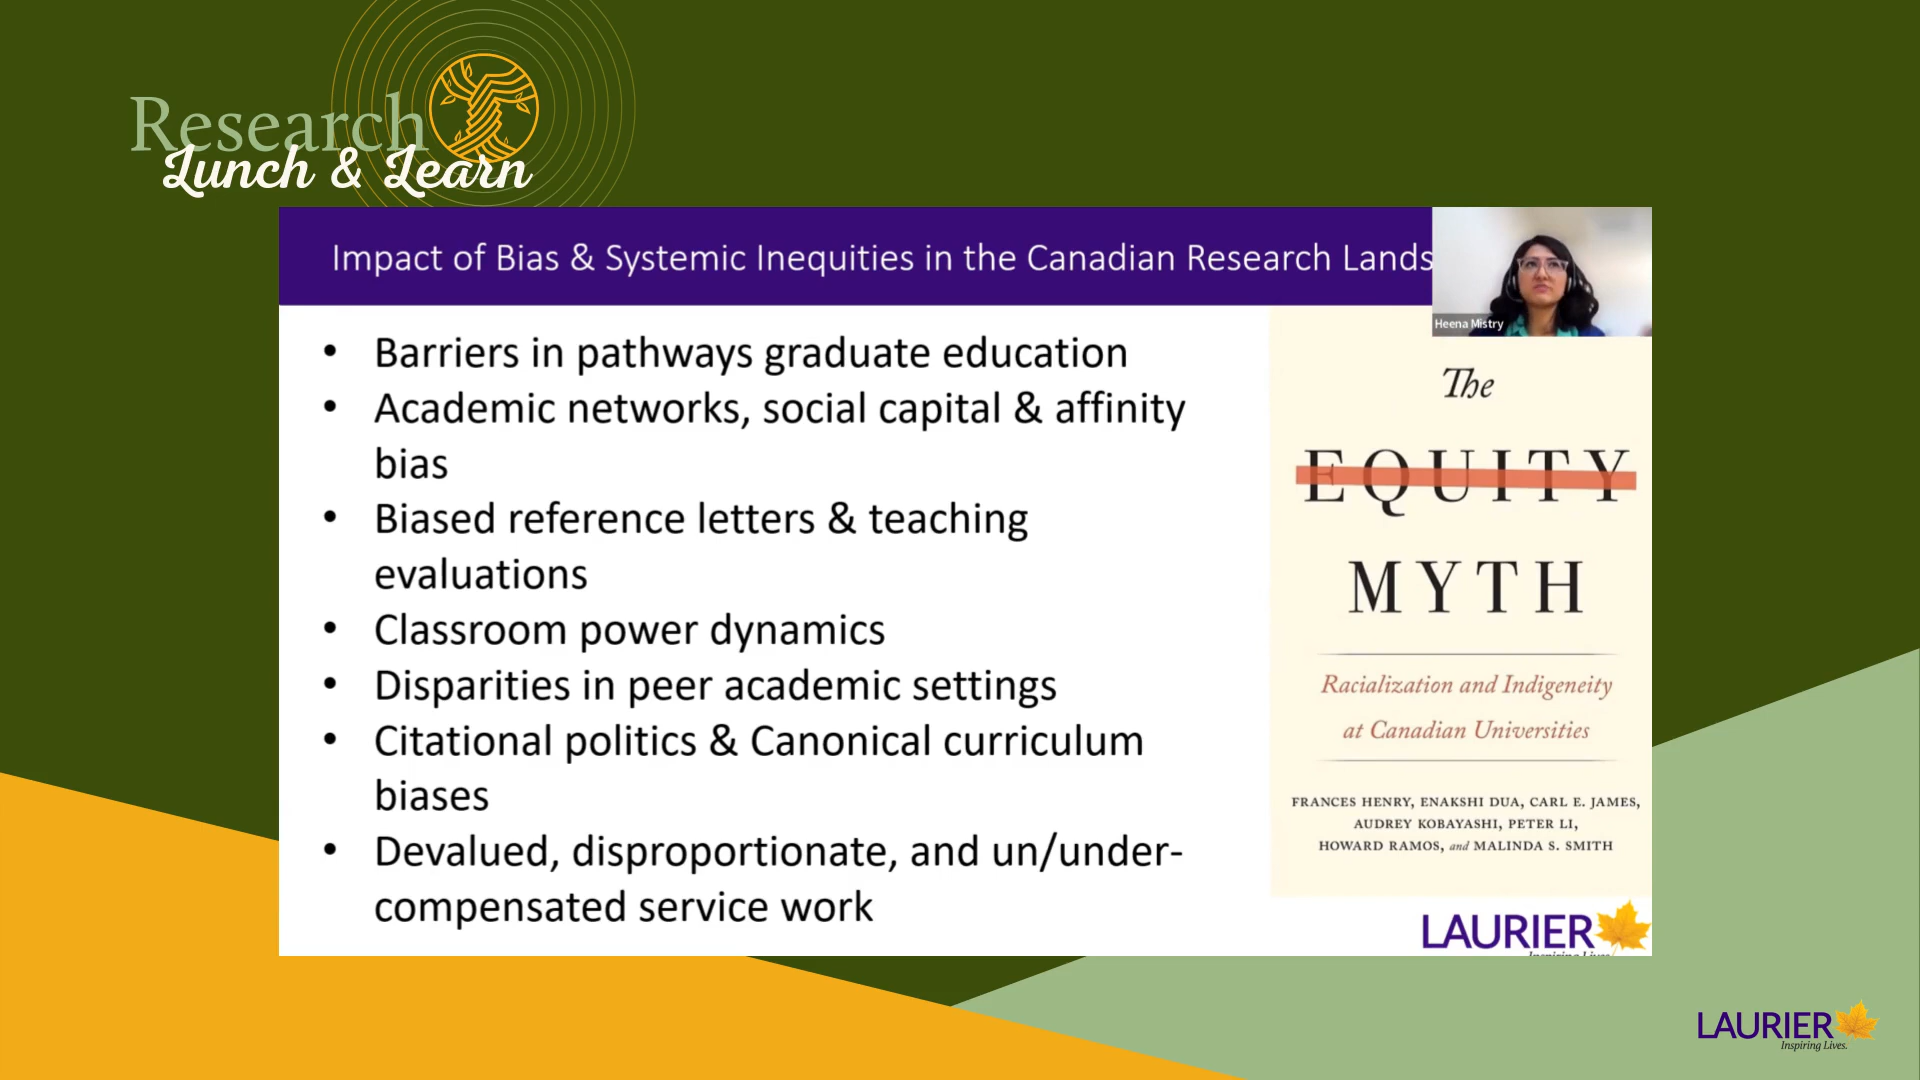 Research
Lunch & Learn
Impact of Bias & Systemic Inequities in the Canadian Research Lands
Heena Mistry
• Barriers in pathways graduate education
• Academic networks, social capital & affinity
bias
• Biased reference letters & teaching
evaluations
• Classroom power dynamics
• Disparities in peer academic settings
• Citational politics & Canonical curriculum
biases
• Devalued, disproportionate, and un/under-
compensated service work
The
EQUITY
MYTH
Racialization and Indigeneity
at Canadian Universities
FRANCES HENRY, ENAKSHI DUA, CARL E. JAMES,
AUDREY KOBAYASHI, PETER LI,
HOWARD RAMOS, and MALINDA S. SMITH
LAURIER
Inspiring Lives
LAURIER
Inspiring Lives.